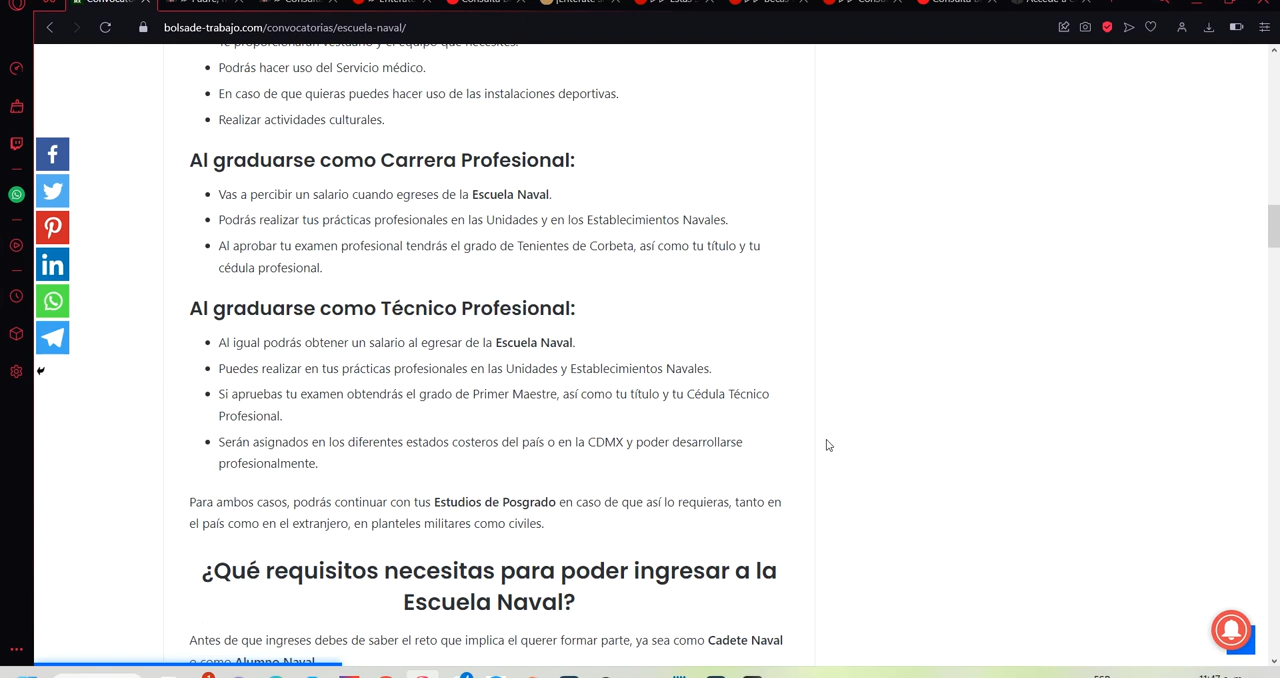 bolsade-trabajo.com/convocatorias/escuela-naval/
Te proporcionarán vestuario y el equipo que necesites.
Podrás hacer uso del Servicio médico.
En caso de que quieras puedes hacer uso de las instalaciones deportivas.
Realizar actividades culturales.
Al graduarse como Carrera Profesional:
Vas a percibir un salario cuando egreses de la Escuela Naval.
Podrás realizar tus prácticas profesionales en las Unidades y en los Establecimientos Navales.
Al aprobar tu examen profesional tendrás el grado de Tenientes de Corbeta, así como tu título y tu
cédula profesional.
Al graduarse como Técnico Profesional:
Al igual podrás obtener un salario al egresar de la Escuela Naval.
Puedes realizar en tus prácticas profesionales en las Unidades y Establecimientos Navales.
Si apruebas tu examen obtendrás el grado de Primer Maestre, así como tu título y tu Cédula Técnico
Profesional.
Serán asignados en los diferentes estados costeros del país o en la CDMX y poder desarrollarse
profesionalmente.
Para ambos casos, podrás continuar con tus Estudios de Posgrado en caso de que así lo requieras, tanto en
el país como en el extranjero, en planteles militares como civiles.
¿Qué requisitos necesitas para poder ingresar a la
Escuela Naval?
Antes de que ingreses debes de saber el reto que implica el querer formar parte, ya sea como Cadete Naval
o como Alumno Naval